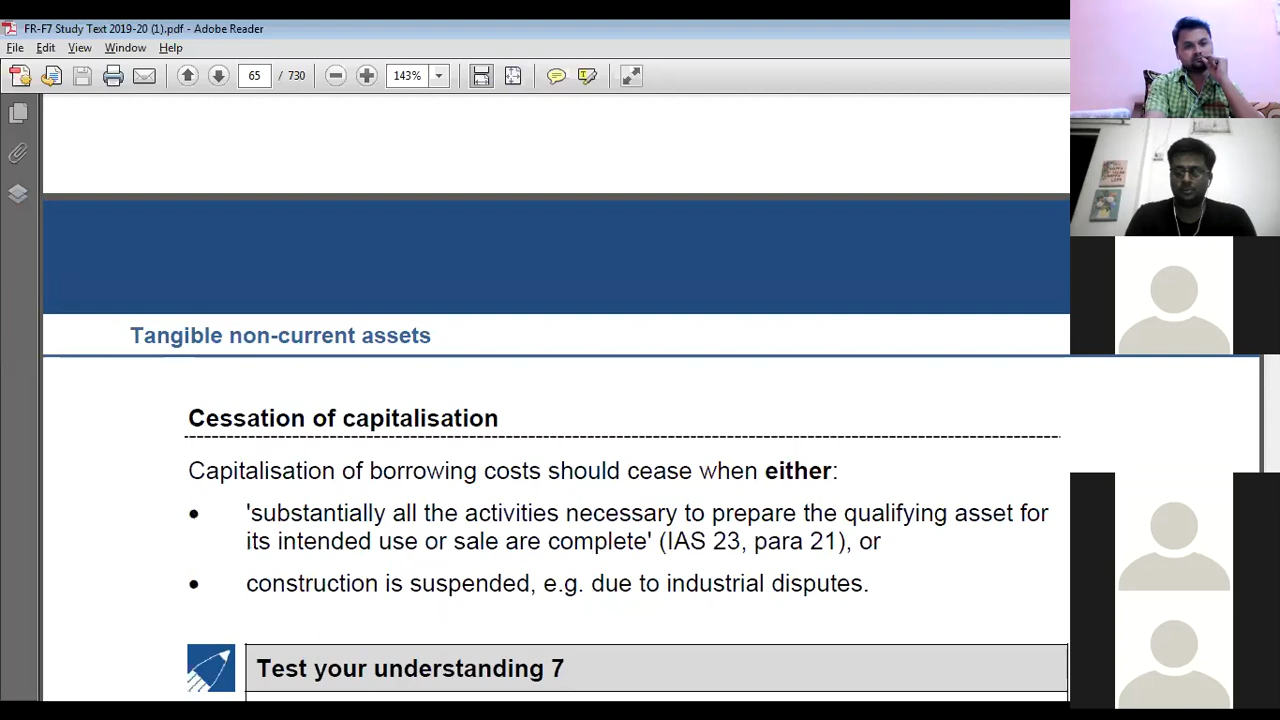 FR-F7 Study Text 2019-20 (1).pdf - Adobe Reader
File Edit View Window Help
65 / 730 143%
Tangible non-current assets
Cessation of capitalisation
Capitalisation of borrowing costs should cease when either:
• 'substantially all the activities necessary to prepare the qualifying asset for
its intended use or sale are complete' (IAS 23, para 21), or
• construction is suspended, e.g. due to industrial disputes.
Test your understanding 7